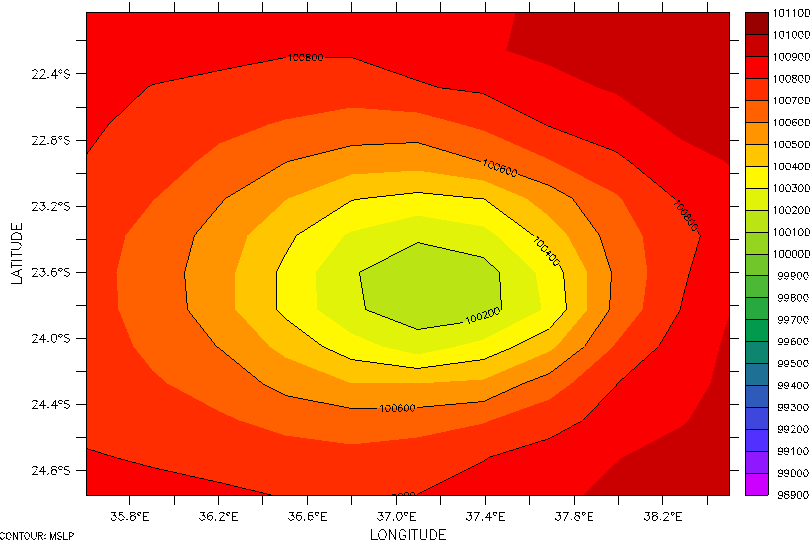 101100
101000
100900
100800
100700
100600
100500
100400
100300
100200
100100
100000
99900
99800
99700
99600
99500
99400
99300
99200
99100
99000
98900
22.4°S
22.8°S
23.2°S
23.6°S
24.0°S
24.4°S
24.8°S
LATITUDE
100800
100600
100800
100400
100200
100600
35.8°E
36.2°E
36.6°E
37.0°E
37.4°E
37.8°E
38.2°E
LONGITUDE
CONTOUR: MSLP